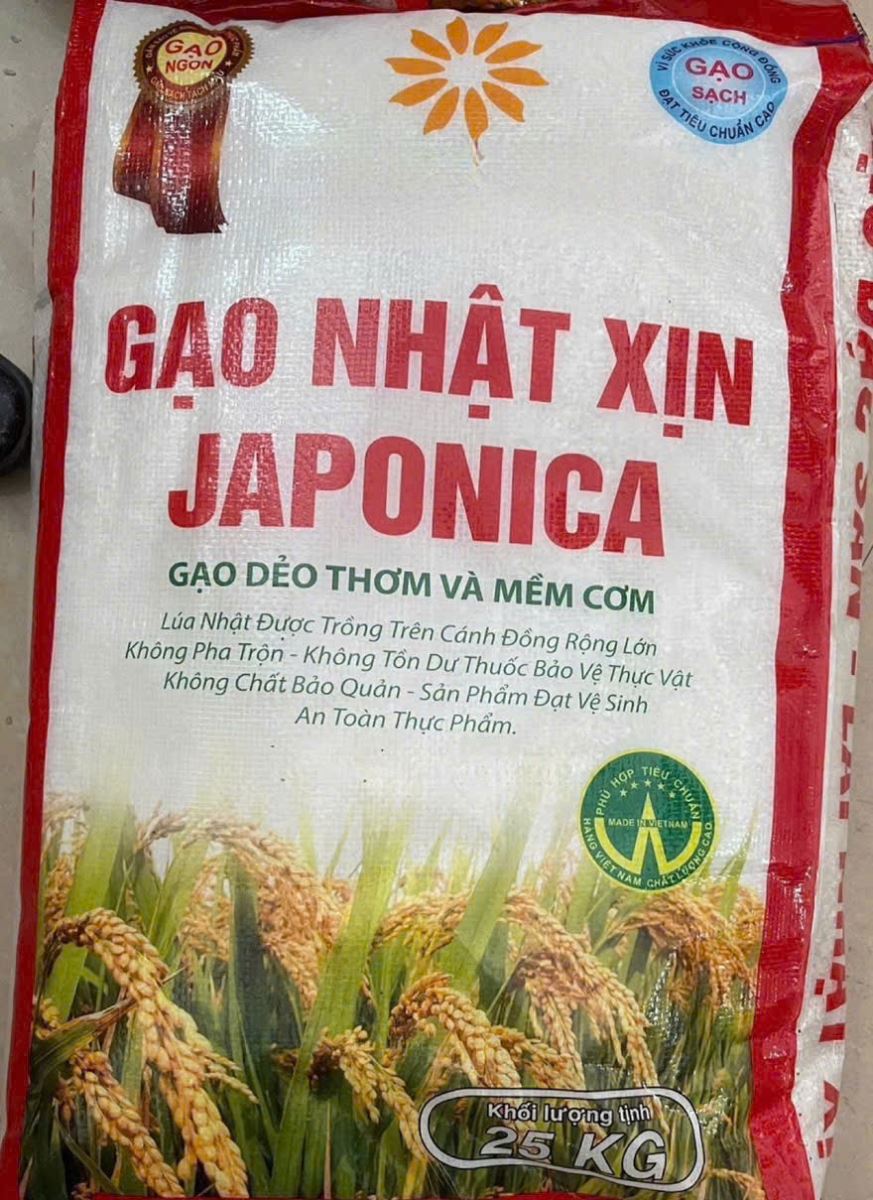 GẠO
NGON
VÌ SỨC KHỎE CỘNG ĐỒNG
GẠO
SẠCH
ĐẠT TIÊU CHUẨN CAO
GẠO NHẬT XỊN
JAPONICA
GẠO DẺO THƠM VÀ MỀM CƠM
Lúa Nhật Được Trồng Trên Cánh Đồng Rộng Lớn
Không Pha Trộn - Không Tồn Dư Thuốc Bảo Vệ Thực Vật
Không Chất Bảo Quản - Sản Phẩm Đạt Vệ Sinh
An Toàn Thực Phẩm.
PHÙ HỢP TIÊU CHUẨN
MADE IN VIETNAM
HÀNG VIỆT NAM CHẤT LƯỢNG CAO
Khối lượng tịnh
25 KG